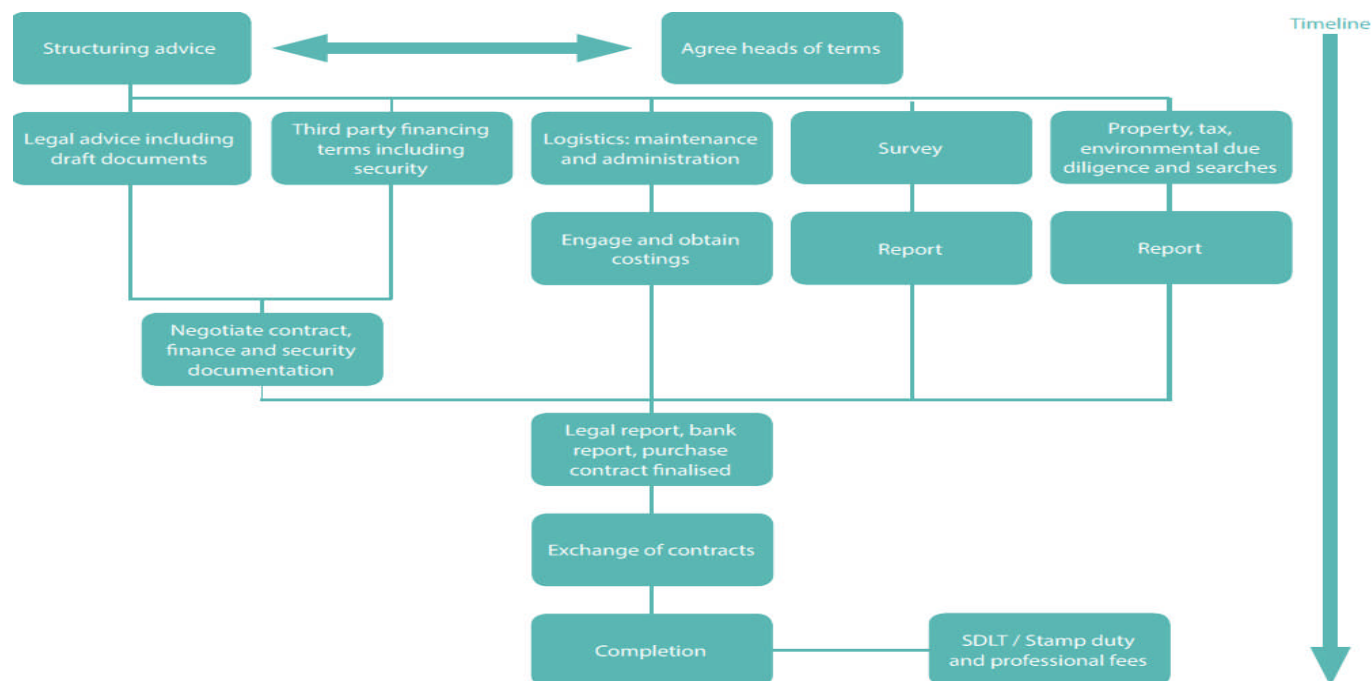 Timeline
Structuring advice
Agree heads of terms
Legal advice including
draft documents
Third party financing
terms including
security
Logistics: maintenance
and administration
Survey
Property, tax,
environmental due
diligence and searches
Engage and obtain
costings
Report
Report
Negotiate contract,
finance and security
documentation
Legal report, bank
report, purchase
contract finalised
Exchange of contracts
Completion
SDLT / Stamp duty
and professional fees